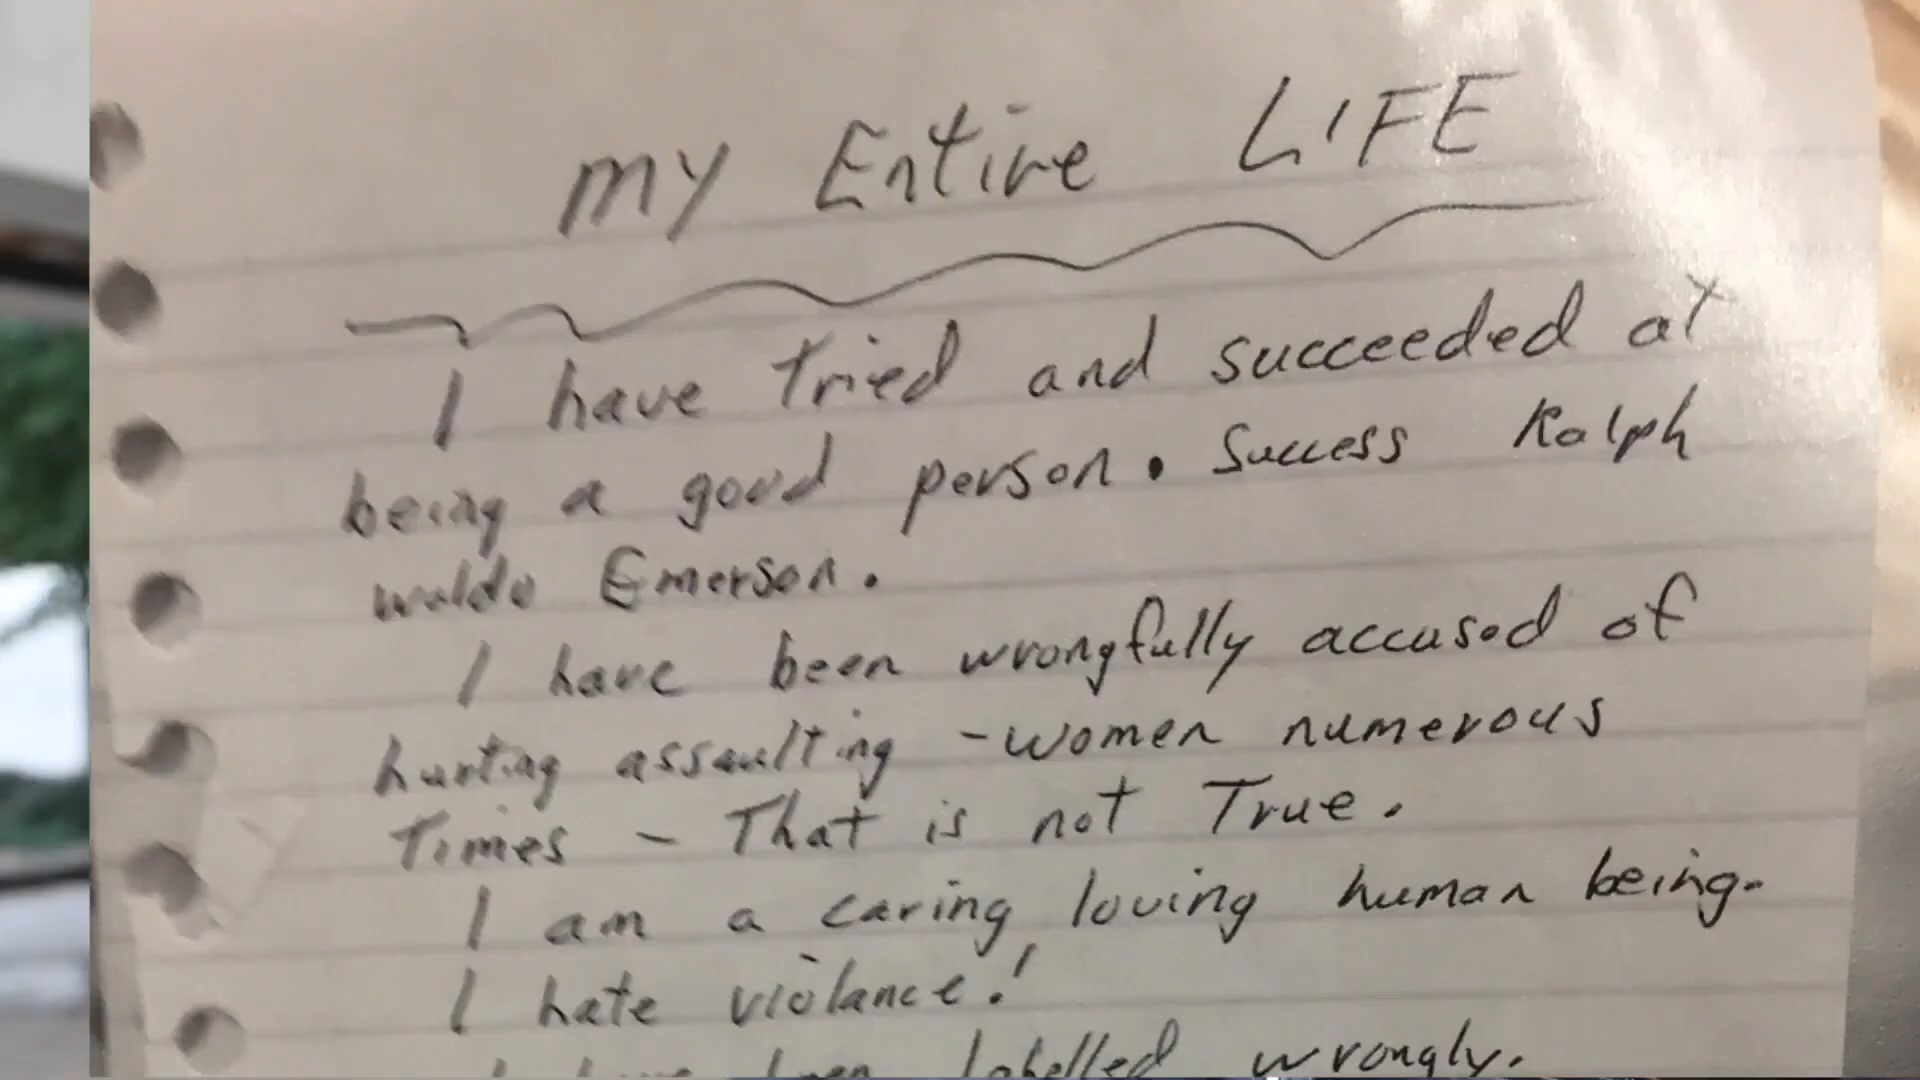 my Entire LIFE
I have tried and succeeded at
being a good person. Success Ralph
waldo Emerson.
I have been wrongfully accused of
hurting assaulting - women numerous
Times - That is not True.
I am a caring loving human being.
I hate violance!
I have been labelled wrongly.